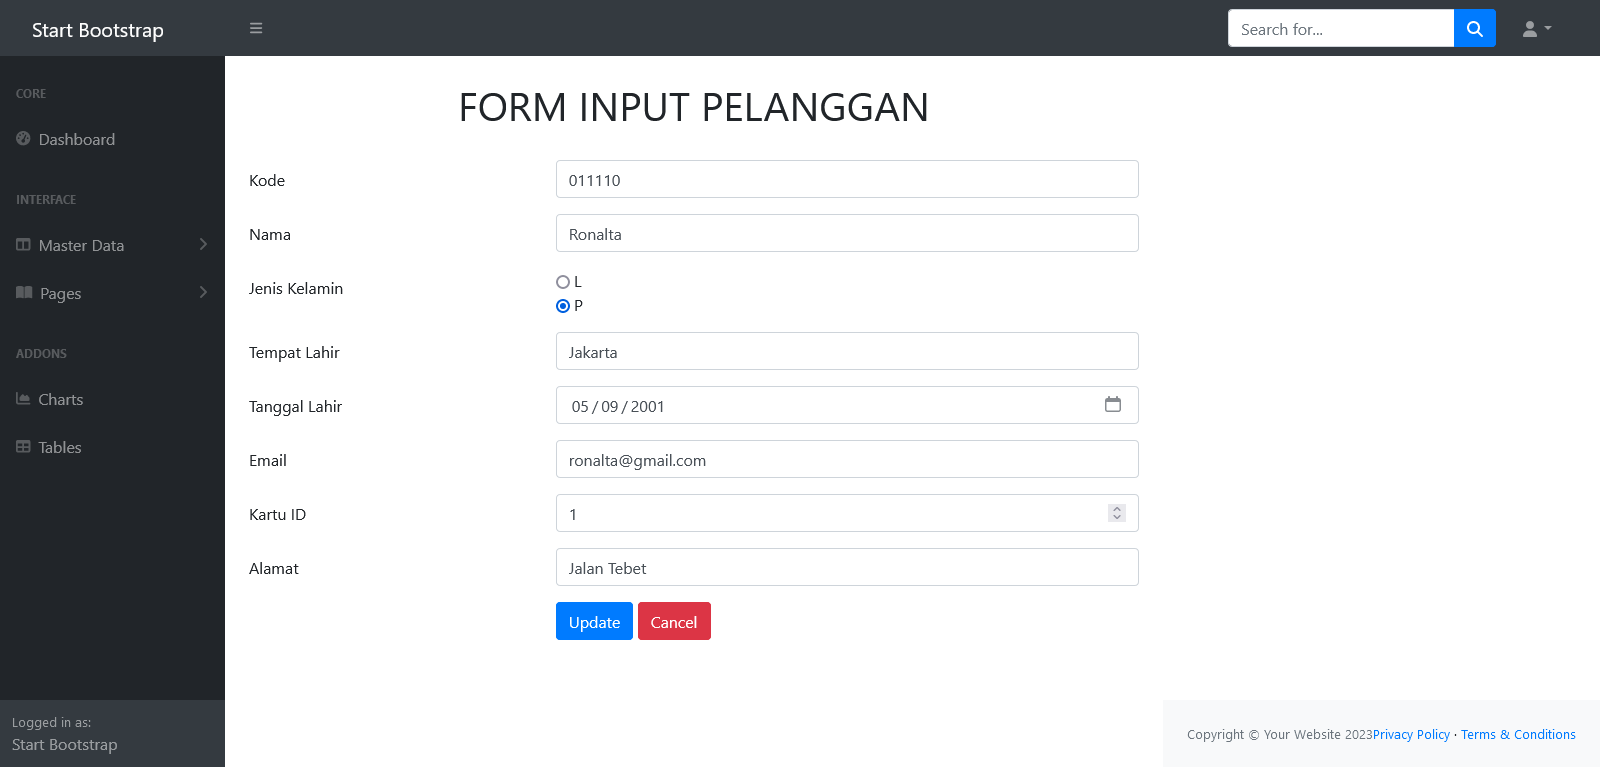 Start Bootstrap
Search for...
CORE
Dashboard
INTERFACE
Master Data
Pages
ADDONS
Charts
Tables
Logged in as:
Start Bootstrap
FORM INPUT PELANGGAN
Kode 011110
Nama Ronalta
Jenis Kelamin L
P
Tempat Lahir Jakarta
Tanggal Lahir 05 / 09 / 2001
Email ronalta@gmail.com
Kartu ID 1
Alamat Jalan Tebet
Update Cancel
Copyright © Your Website 2023Privacy Policy · Terms & Conditions